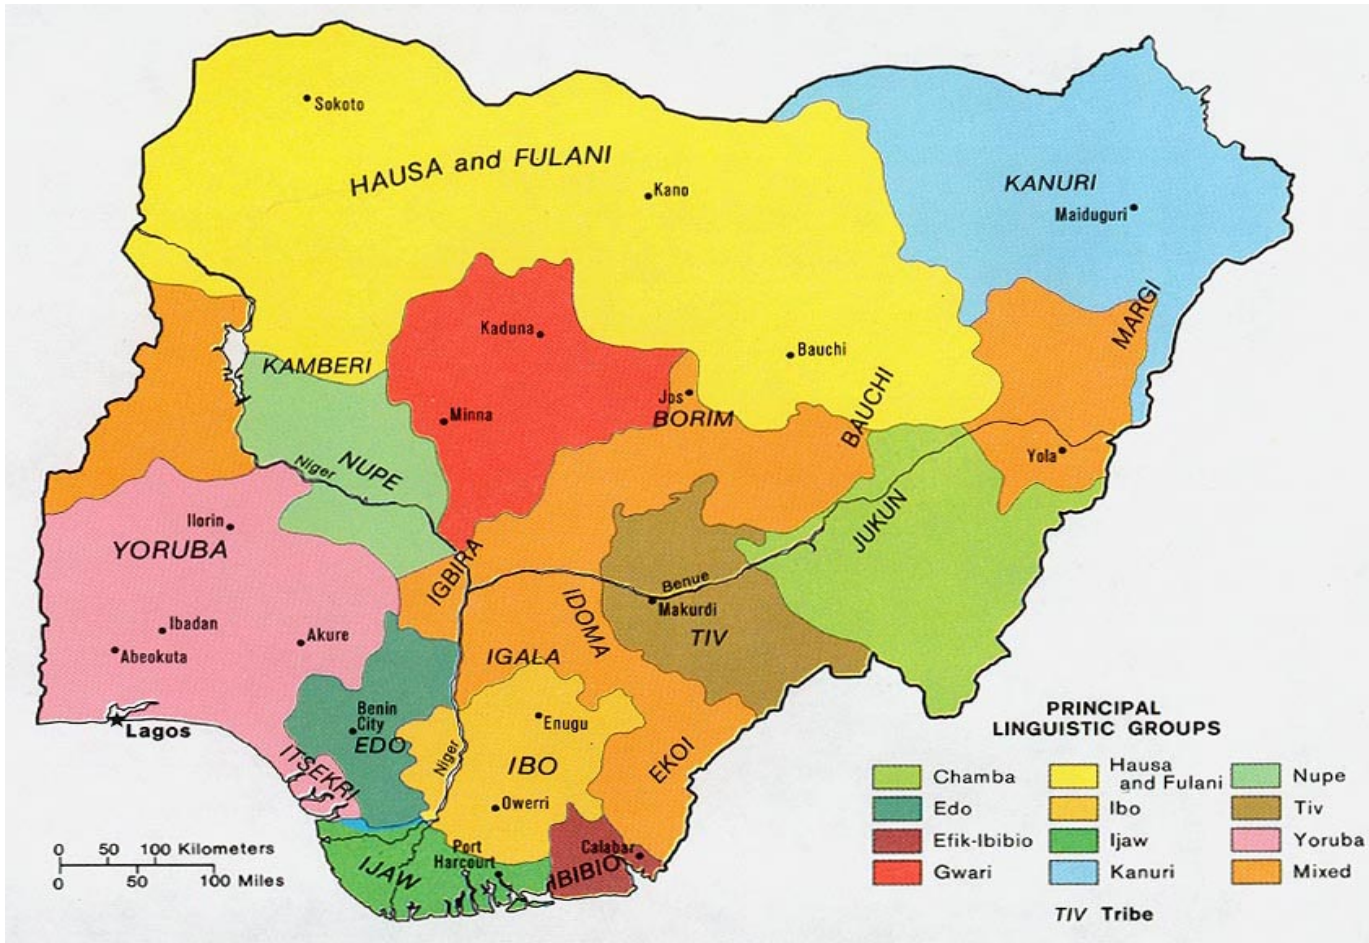 Sokoto
HAUSA and FULANI
Kano
KANURI
Maiduguri
MARGI
Kaduna
Bauchi
KAMBERI
BAUCHI
Jos
BORIM
Minna
Yola
NUPE
Niger
Ilorin
YORUBA
JUKUN
IGBIRA
Benue
Makurdi
IDOMA
TIV
Ibadan
Akure
Abeokuta
IGALA
Lagos
Benin
City
EDO
Enugu
ITSEKRI
Niger
IBO
EKOI
Owerri
Port
Harcourt
Calabar
IJAW
IBIBIO
0 50 100 Kilometers
0 50 100 Miles
PRINCIPAL
LINGUISTIC GROUPS
Chamba
Edo
Efik-Ibibio
Gwari
Hausa
and Fulani
Ibo
Ijaw
Kanuri
Nupe
Tiv
Yoruba
Mixed
TIV Tribe